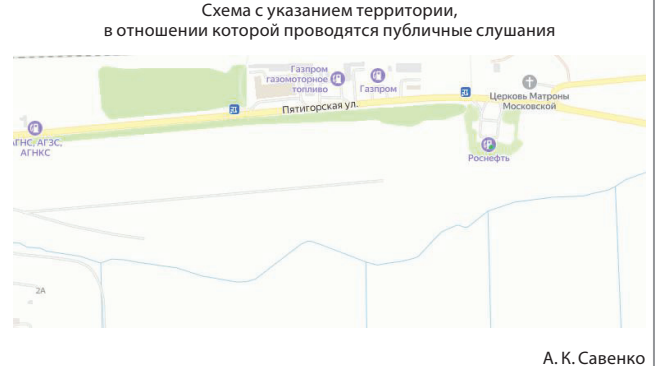 Схема с указанием территории,
в отношении которой проводятся публичные слушания
Газпром
газомоторное
топливо
Газпром
Церковь Матроны
Московской
Пятигорская ул.
АГНС, АГЗС,
АГНКС
Роснефть
2А
А. К. Савенко